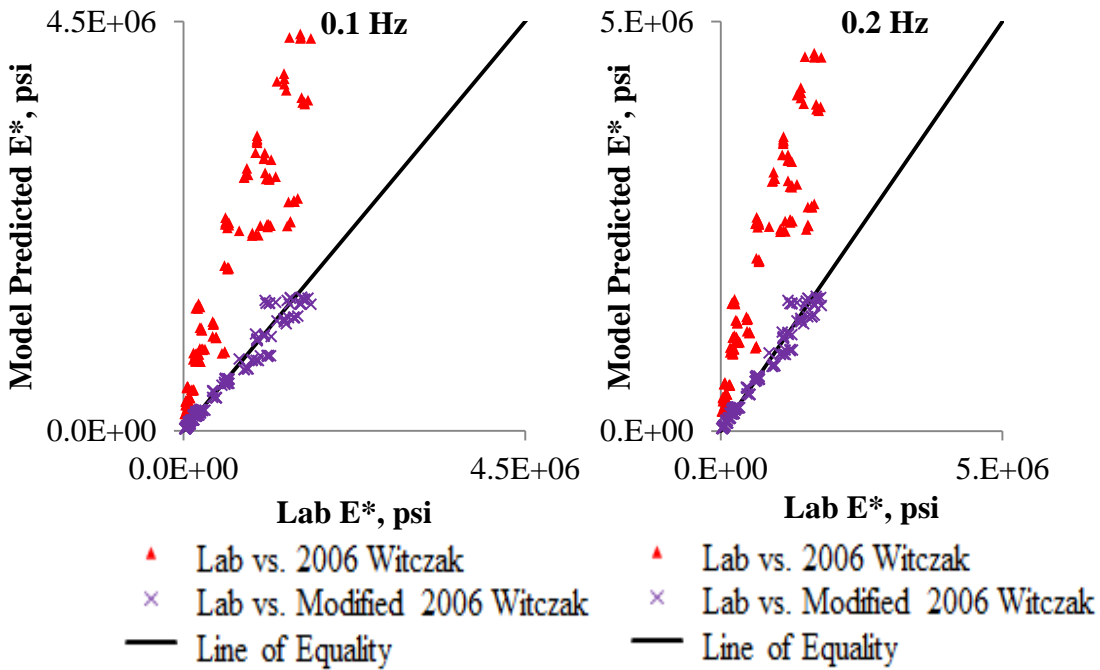 0.1 Hz
4.5E+06
Model Predicted E*, psi
0.0E+00
0.0E+00
4.5E+06
Lab E*, psi
Lab vs. 2006 Witczak
Lab vs. Modified 2006 Witczak
Line of Equality
0.2 Hz
5.E+06
Model Predicted E*, psi
0.E+00
0.E+00
5.E+06
Lab E*, psi
Lab vs. 2006 Witczak
Lab vs. Modified 2006 Witczak
Line of Equality